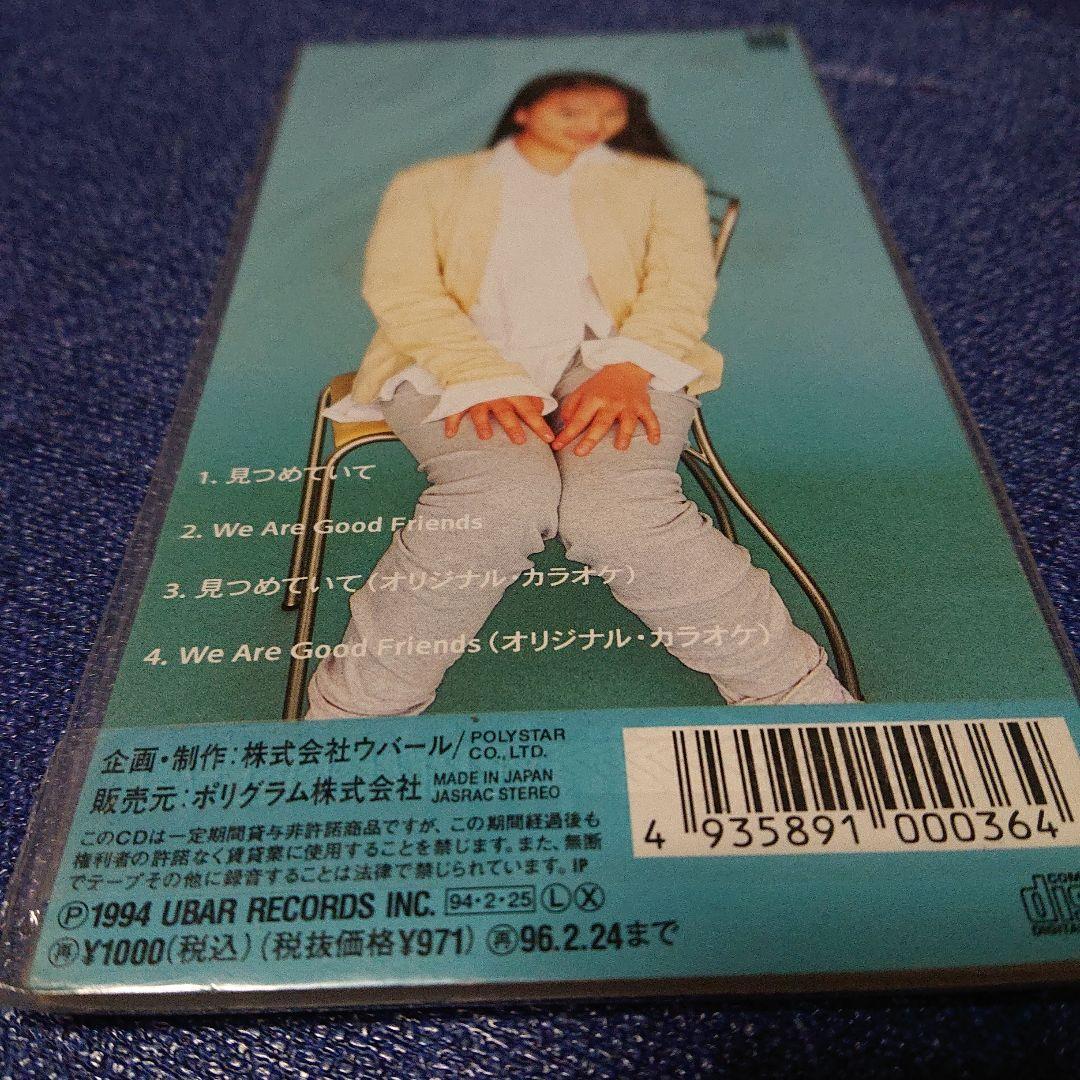 1. 見つめていて
2. We Are Good Friends
3. 見つめていて(オリジナル・カラオケ)
4. We Are Good Friends(オリジナル・カラオケ)
企画・制作:株式会社ウバール/POLYSTAR CO., LTD.
販売元:ポリグラム株式会社 MADE IN JAPAN JASRAC STEREO
このCDは一定期間貸与非許諾商品ですが、この期間経過後も
権利者の許諾なく賃貸業に使用することを禁じます。また、無断
でテープその他に録音することは法律で禁じられています。IP
Ⓟ1994 UBAR RECORDS INC. 94・2・25 Ⓛ Ⓧ
㊢¥1000(税込)(税抜価格¥971)㊢96.2.24まで
4 935891 000364